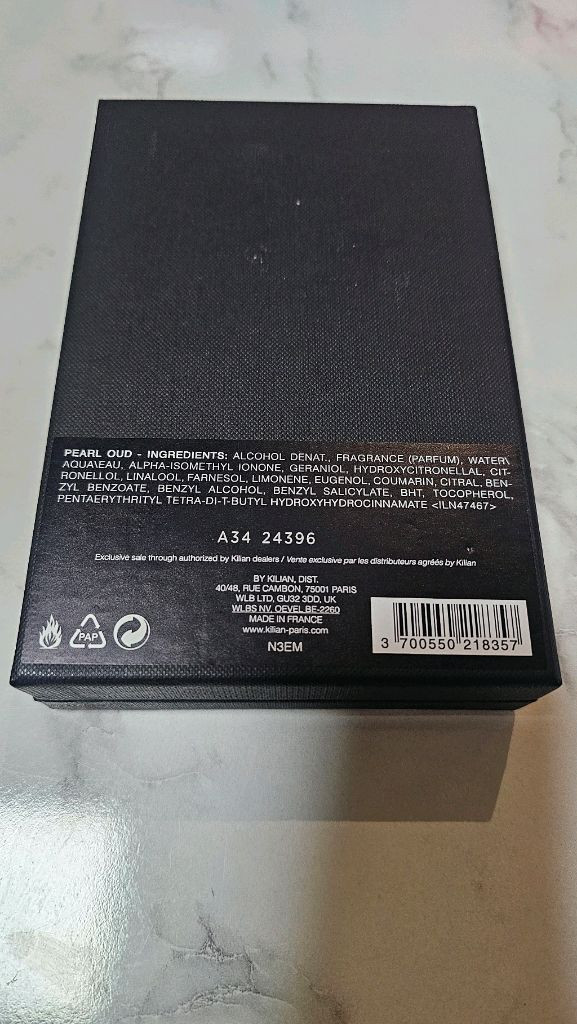 PEARL OUD - INGREDIENTS: ALCOHOL DENAT., FRAGRANCE (PARFUM), WATER\
AQUA\EAU, ALPHA-ISOMETHYL IONONE, GERANIOL, HYDROXYCITRONELLAL, CIT-
RONELLOL, LINALOOL, FARNESOL, LIMONENE, EUGENOL, COUMARIN, CITRAL, BEN-
ZYL BENZOATE, BENZYL ALCOHOL, BENZYL SALICYLATE, BHT, TOCOPHEROL,
PENTAERYTHRITYL TETRA-DI-T-BUTYL HYDROXYHYDROCINNAMATE <ILN47467>
A34 24396
Exclusive sale through authorized by Kilian dealers / Vente exclusive par les distributeurs agréés by Kilian
BY KILIAN, DIST.
40/48, RUE CAMBON, 75001 PARIS
WLB LTD, GU32 3DD, UK
WLBS NV, OEVEL BE-2260
MADE IN FRANCE
www.kilian-paris.com
N3EM
PAP
3 700550 218357